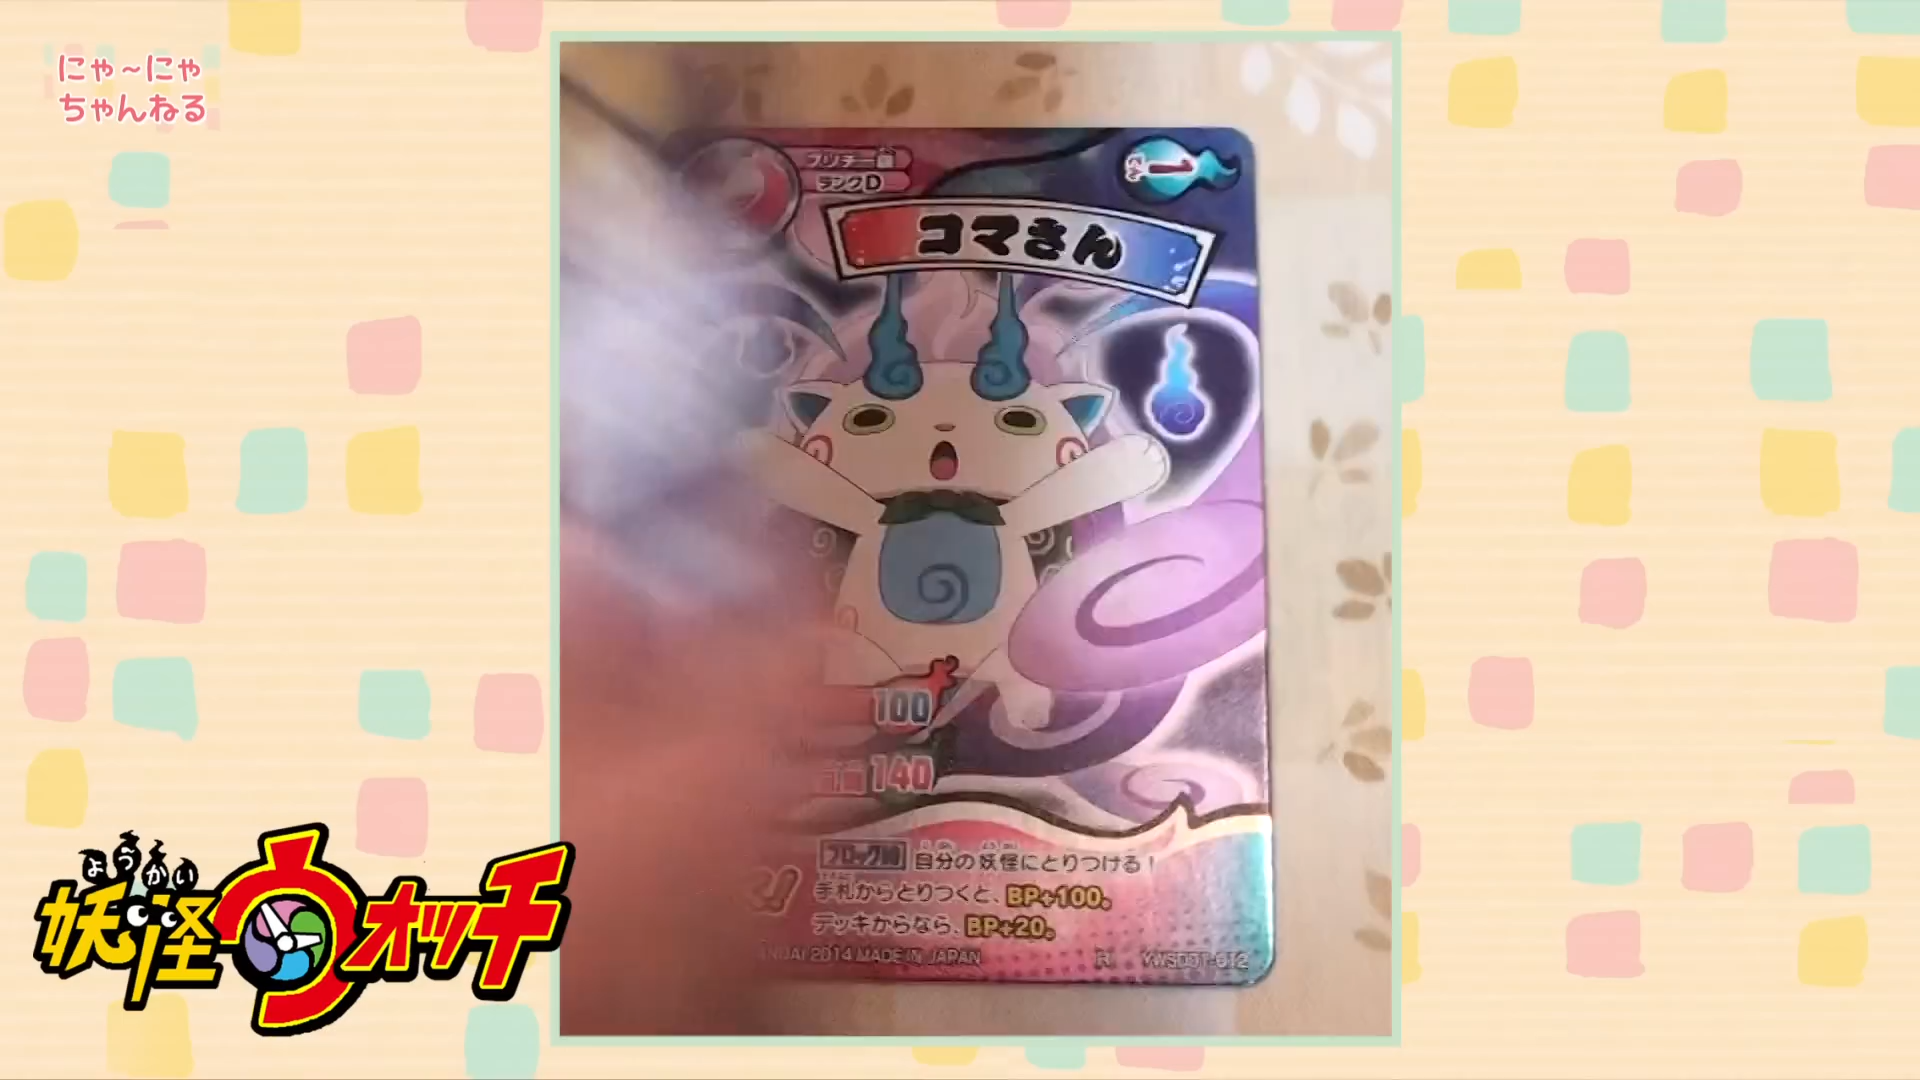 にゃ～にゃ
ちゃんねる
プリチー族
ランクD
1
コマさん
100
140
ブロック時 自分の妖怪にとりつける！
手札からとりつくと、BP+100。
デッキからなら、BP+20。
2014 MADE IN JAPAN
R
ようかい
妖怪ウォッチ